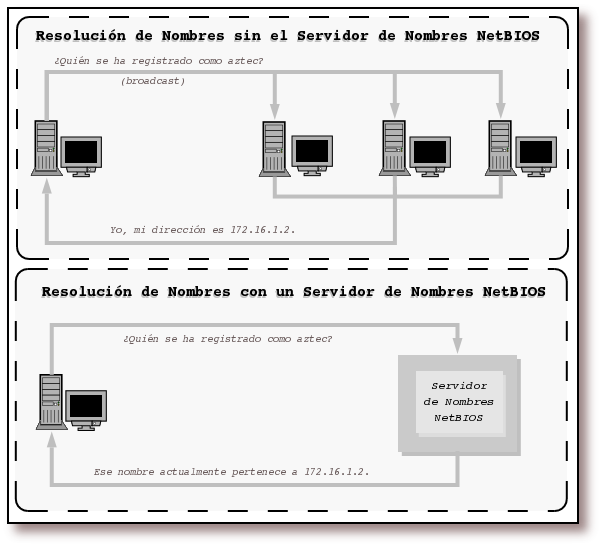 Resolución de Nombres sin el Servidor de Nombres NetBIOS
¿Quién se ha registrado como aztec?
(broadcast)
Yo, mi dirección es 172.16.1.2.
Resolución de Nombres con un Servidor de Nombres NetBIOS
¿Quién se ha registrado como aztec?
Servidor
de Nombres
NetBIOS
Ese nombre actualmente pertenece a 172.16.1.2.